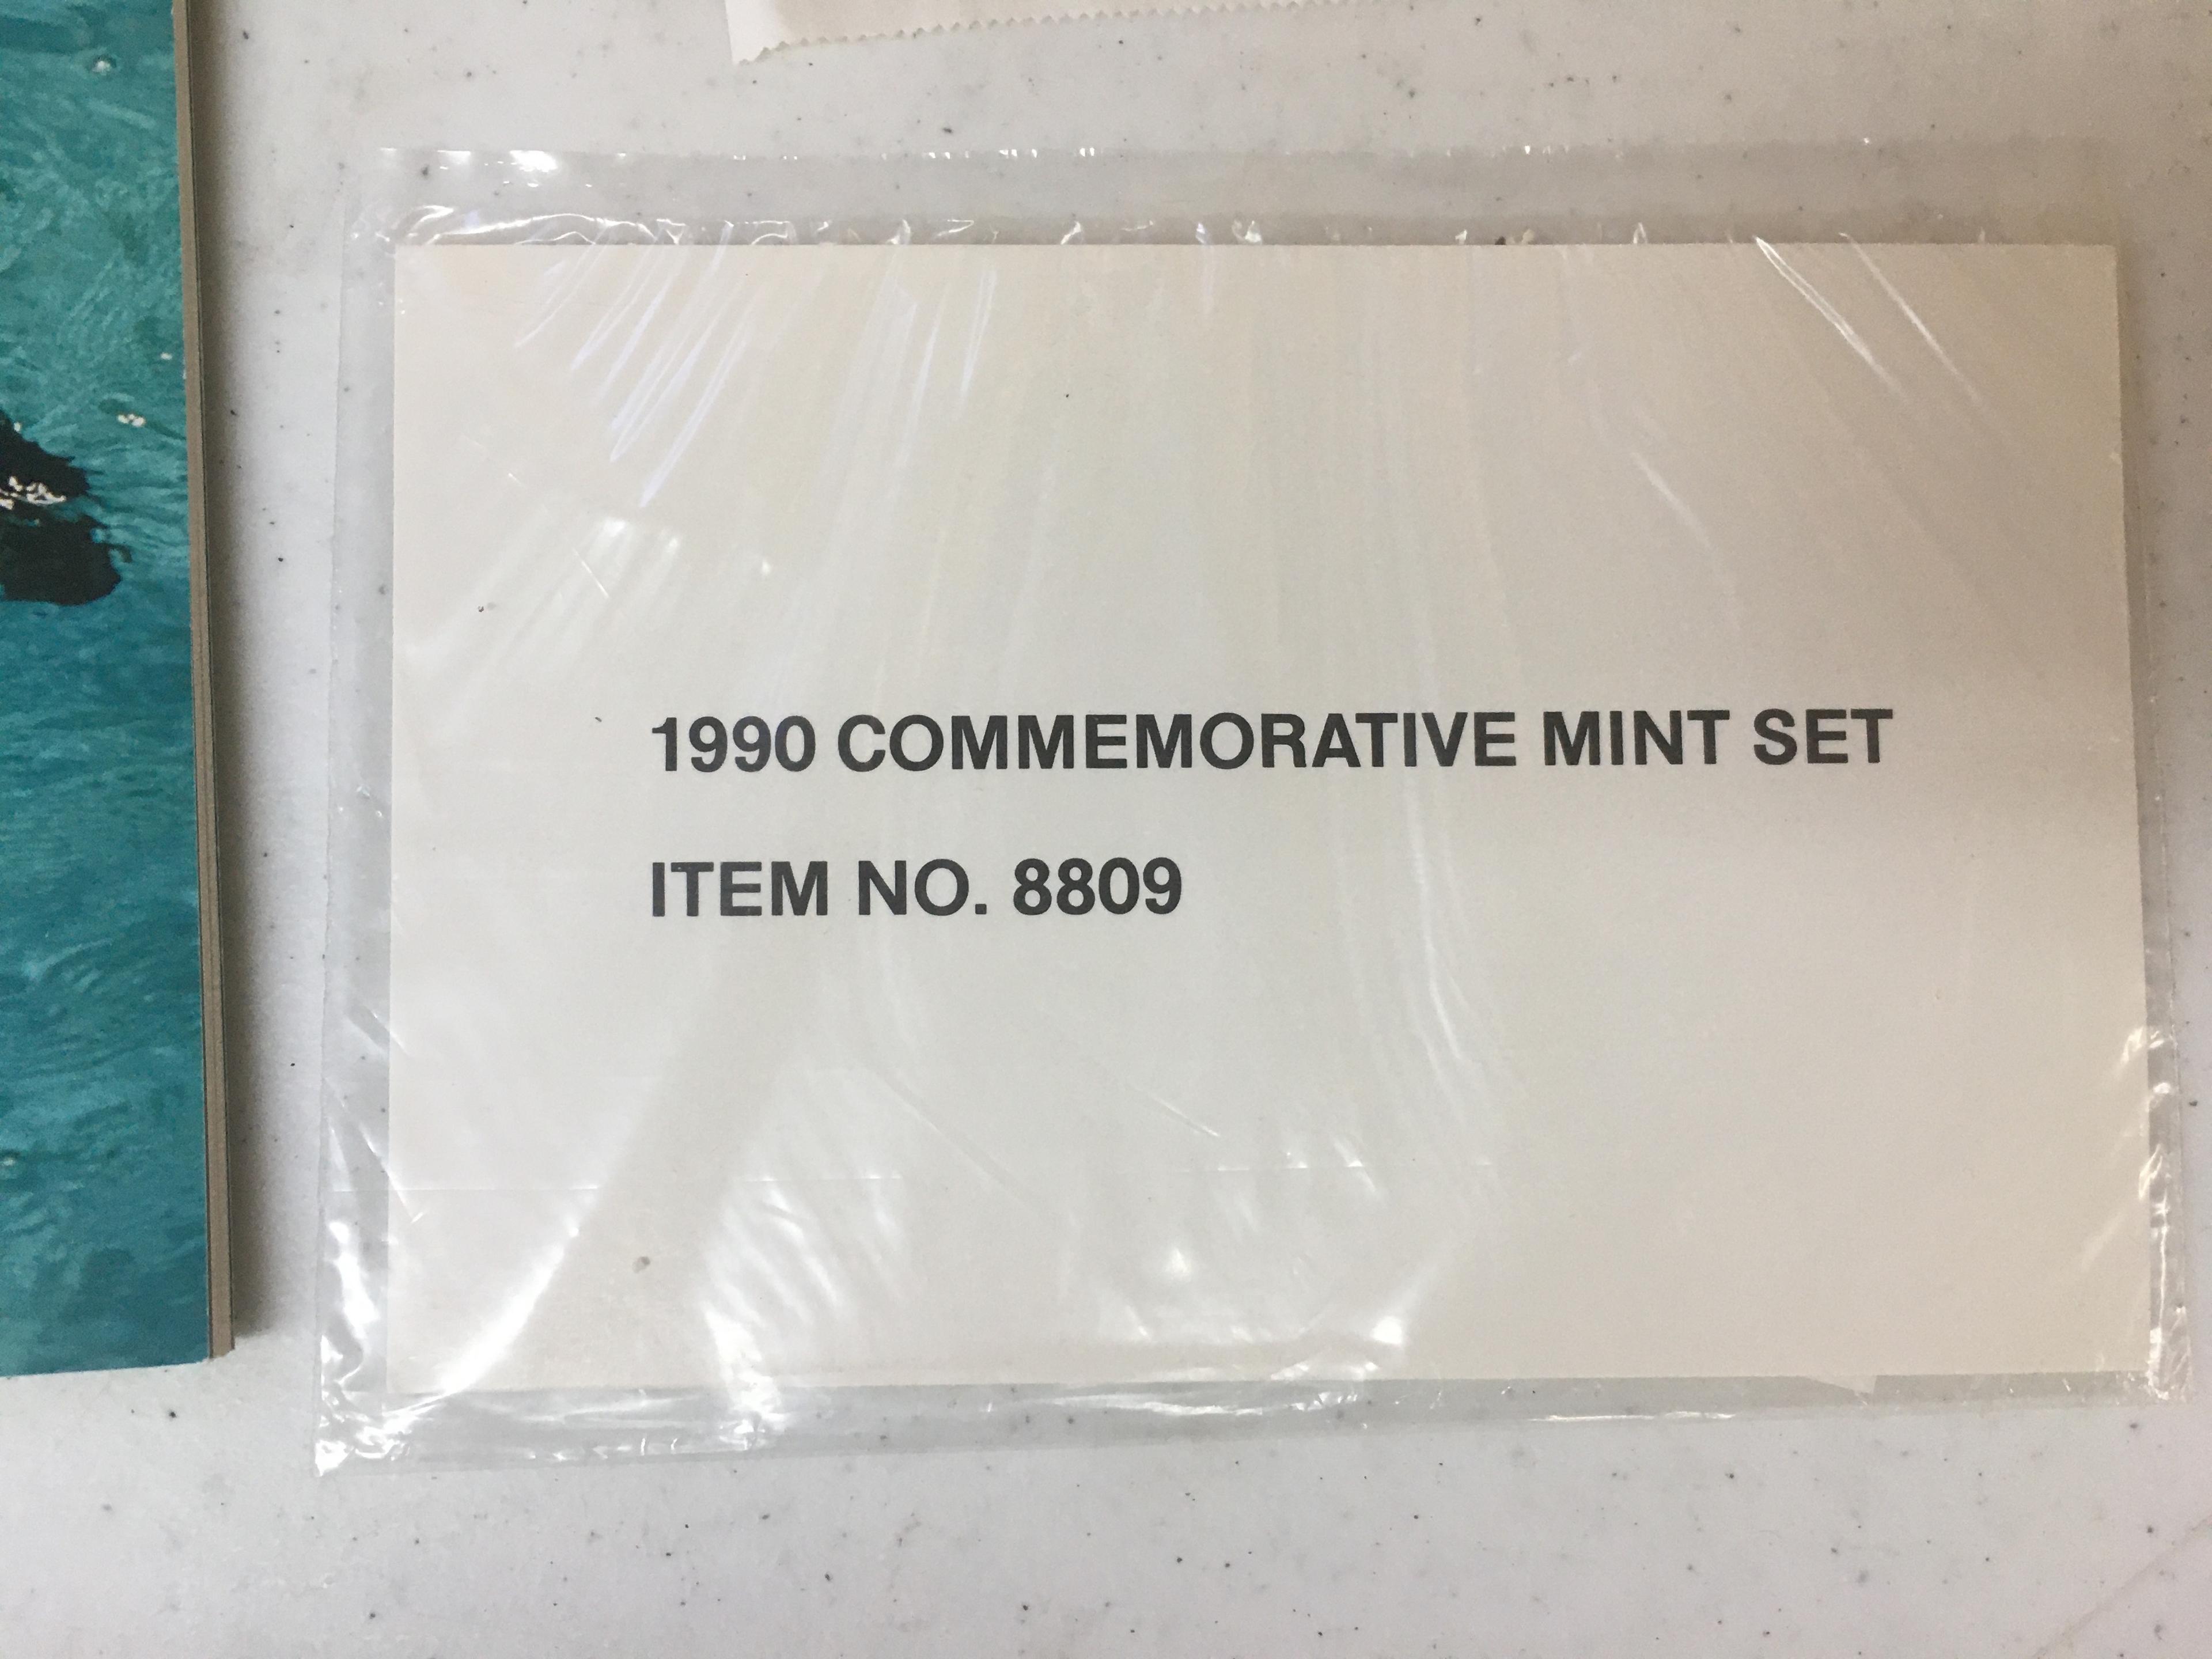 1990 COMMEMORATIVE MINT SET
ITEM NO. 8809